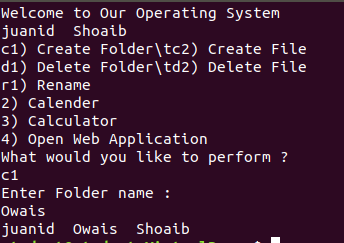 Welcome to Our Operating System
juanid  Shoaib
c1) Create Folder\tc2) Create File
d1) Delete Folder\td2) Delete File
r1) Rename
2) Calender
3) Calculator
4) Open Web Application
What would you like to perform ?
c1
Enter Folder name :
Owais
juanid  Owais  Shoaib